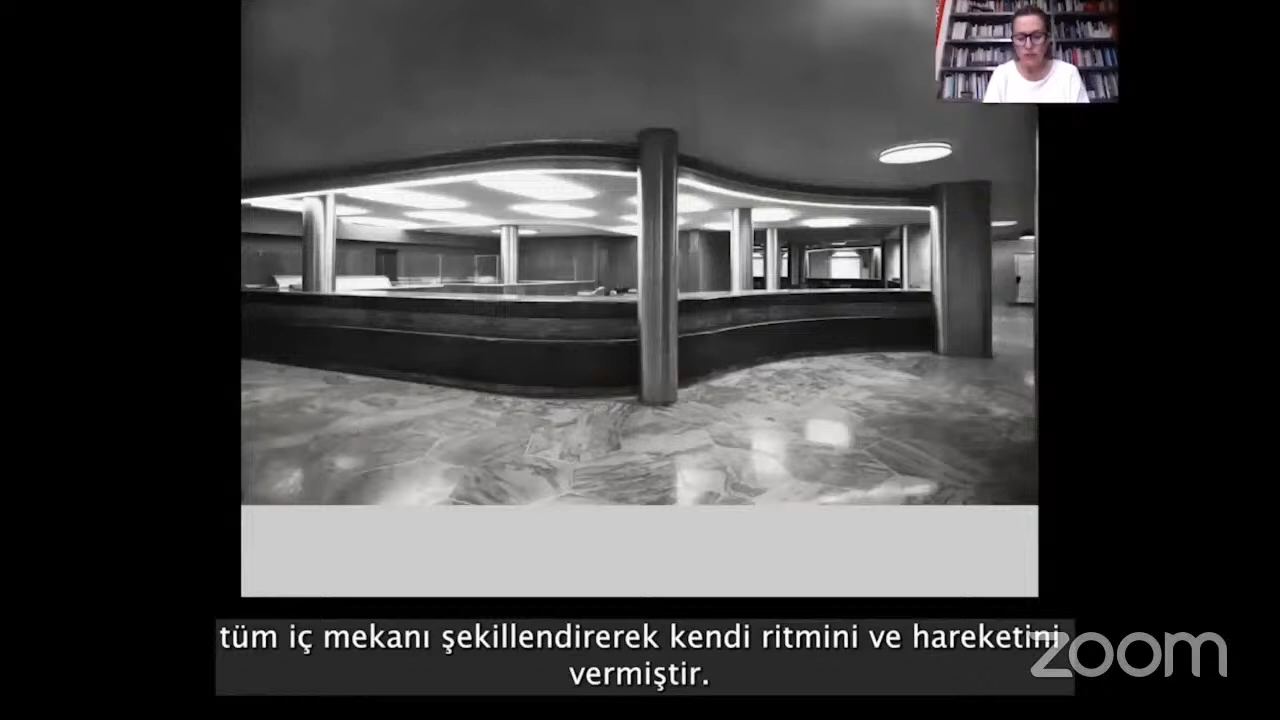 tüm iç mekanı şekillendirerek kendi ritmini ve hareketini
vermiştir.
zoom